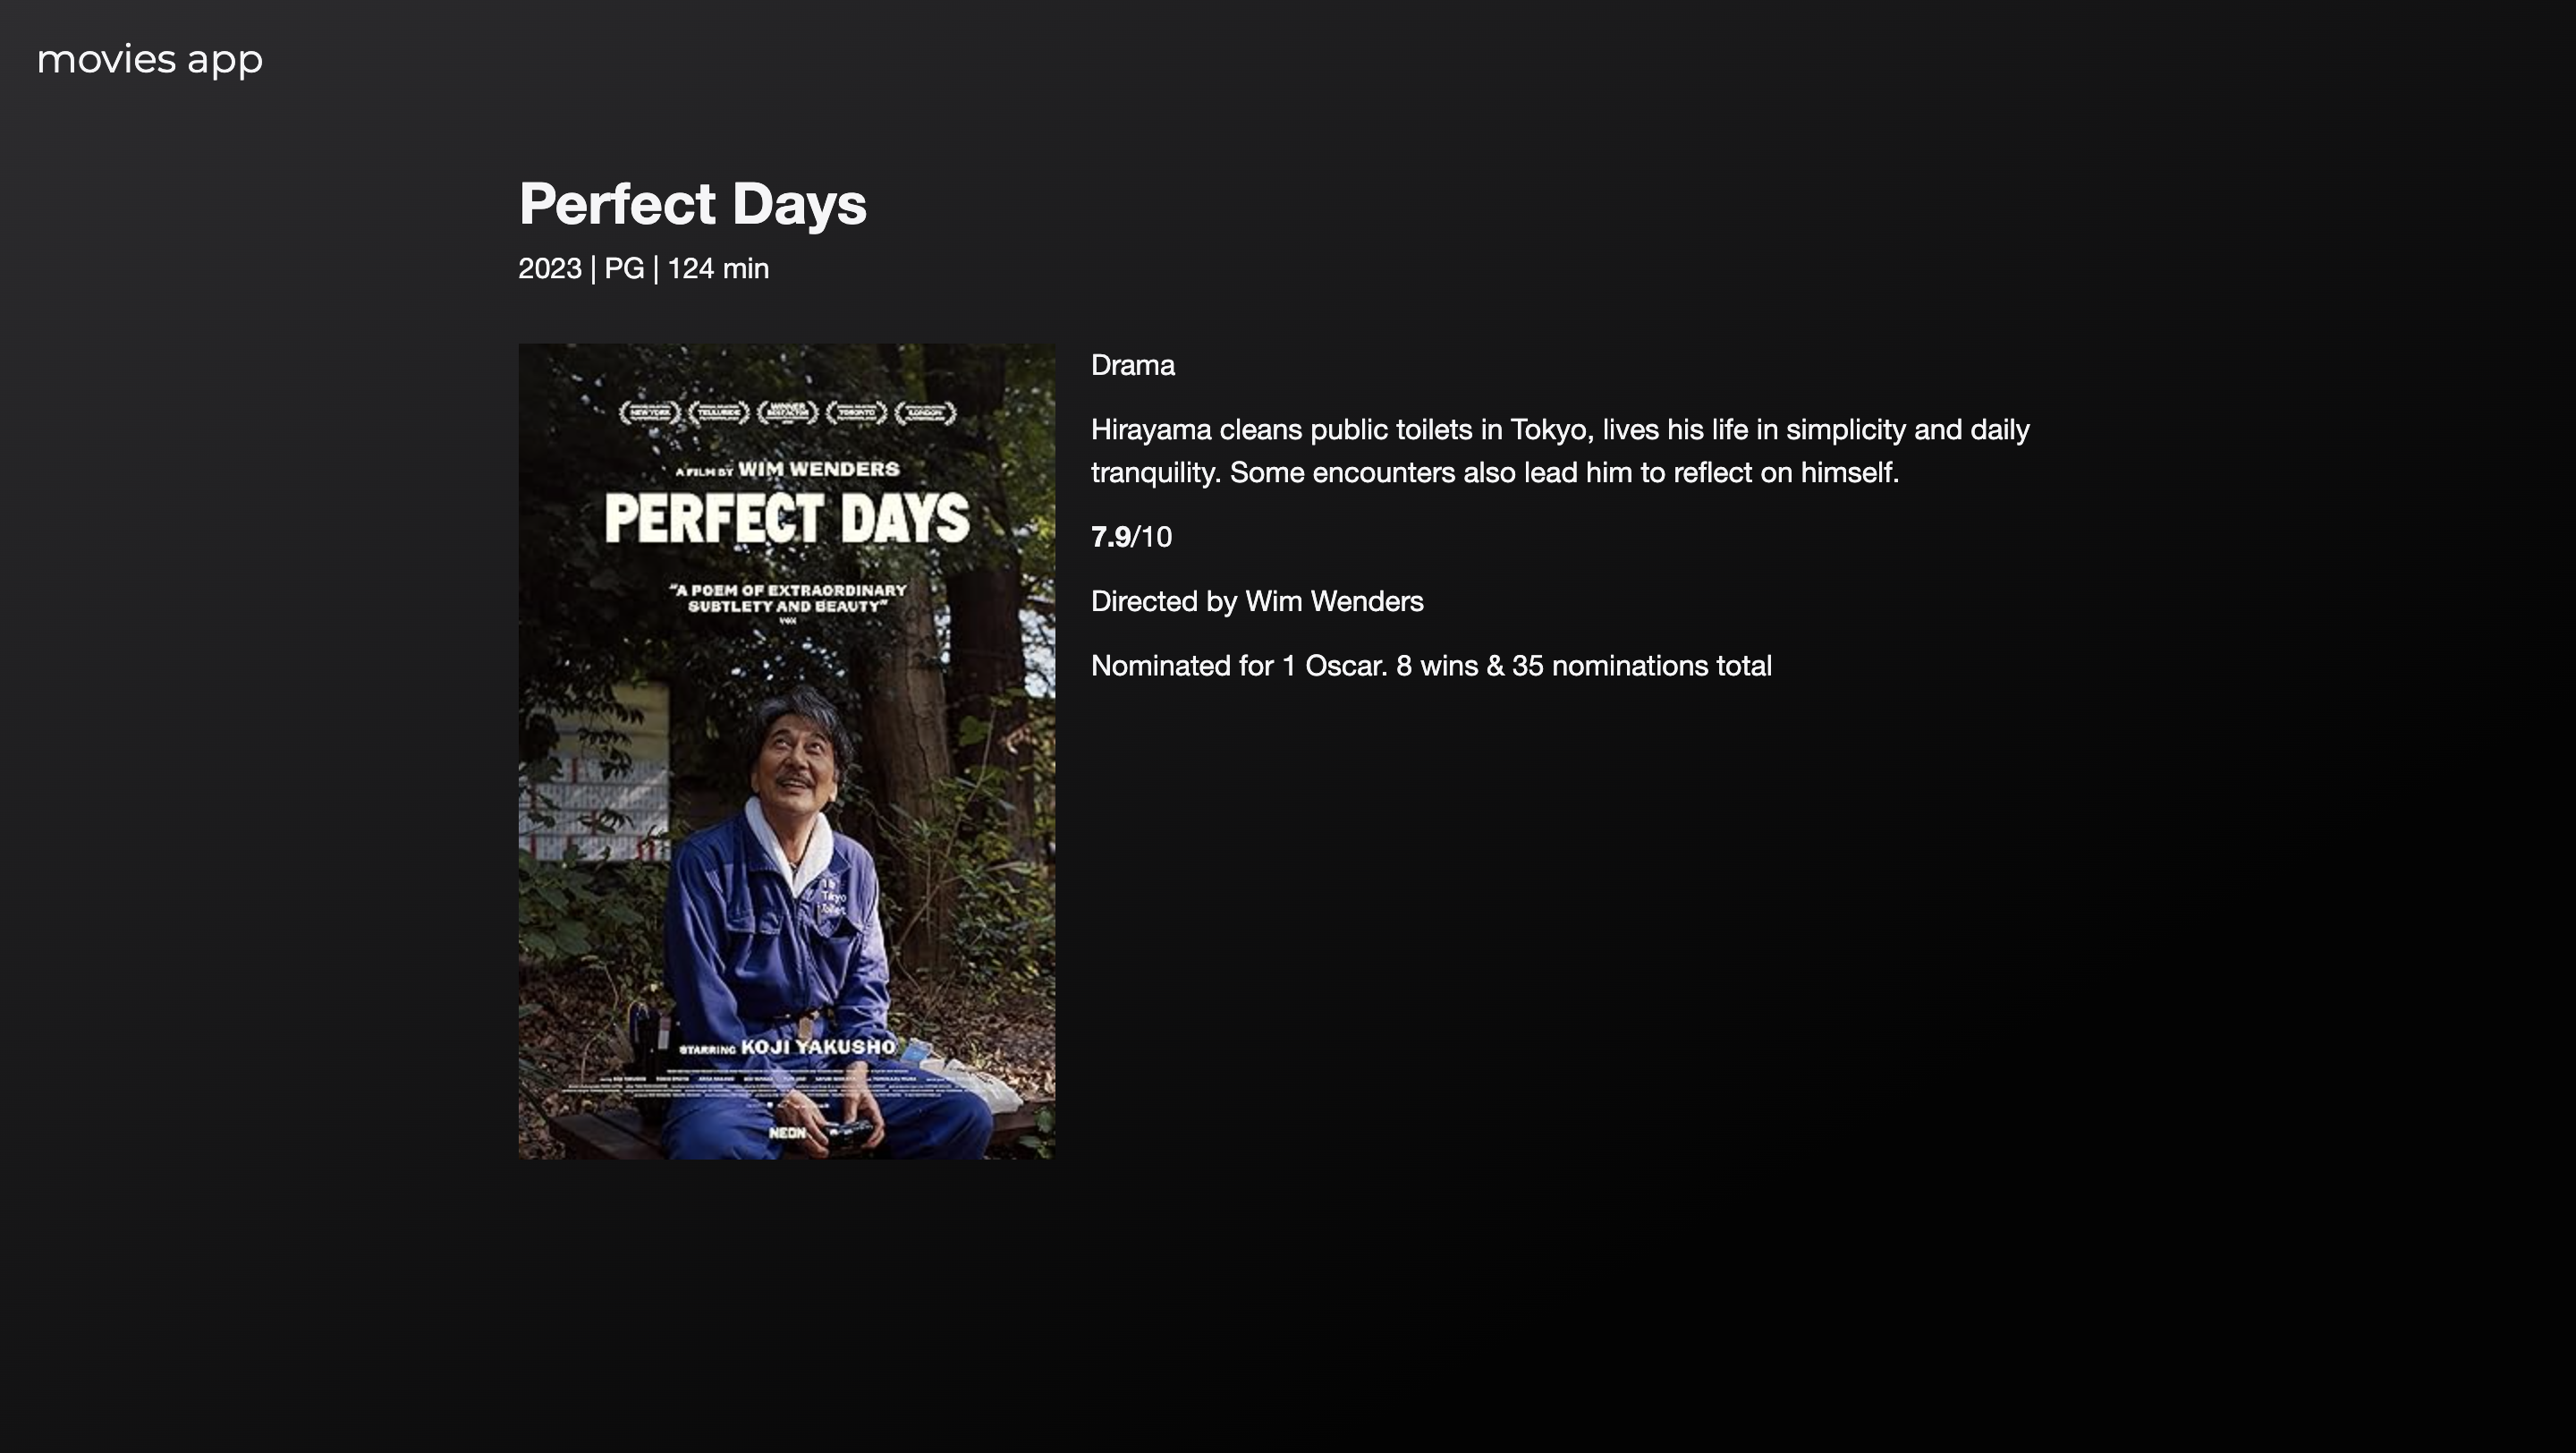 movies app
Perfect Days
2023 | PG | 124 min
NEW YORK
TELLURIDE
WINNER
BEST ACTOR
TORONTO
LONDON
A FILM BY WIM WENDERS
PERFECT DAYS
"A POEM OF EXTRAORDINARY
SUBTLETY AND BEAUTY"
VOX
The
Tokyo
Toilet
STARRING KOJI YAKUSHO
NEON
Drama
Hirayama cleans public toilets in Tokyo, lives his life in simplicity and daily
tranquility. Some encounters also lead him to reflect on himself.
7.9/10
Directed by Wim Wenders
Nominated for 1 Oscar. 8 wins & 35 nominations total